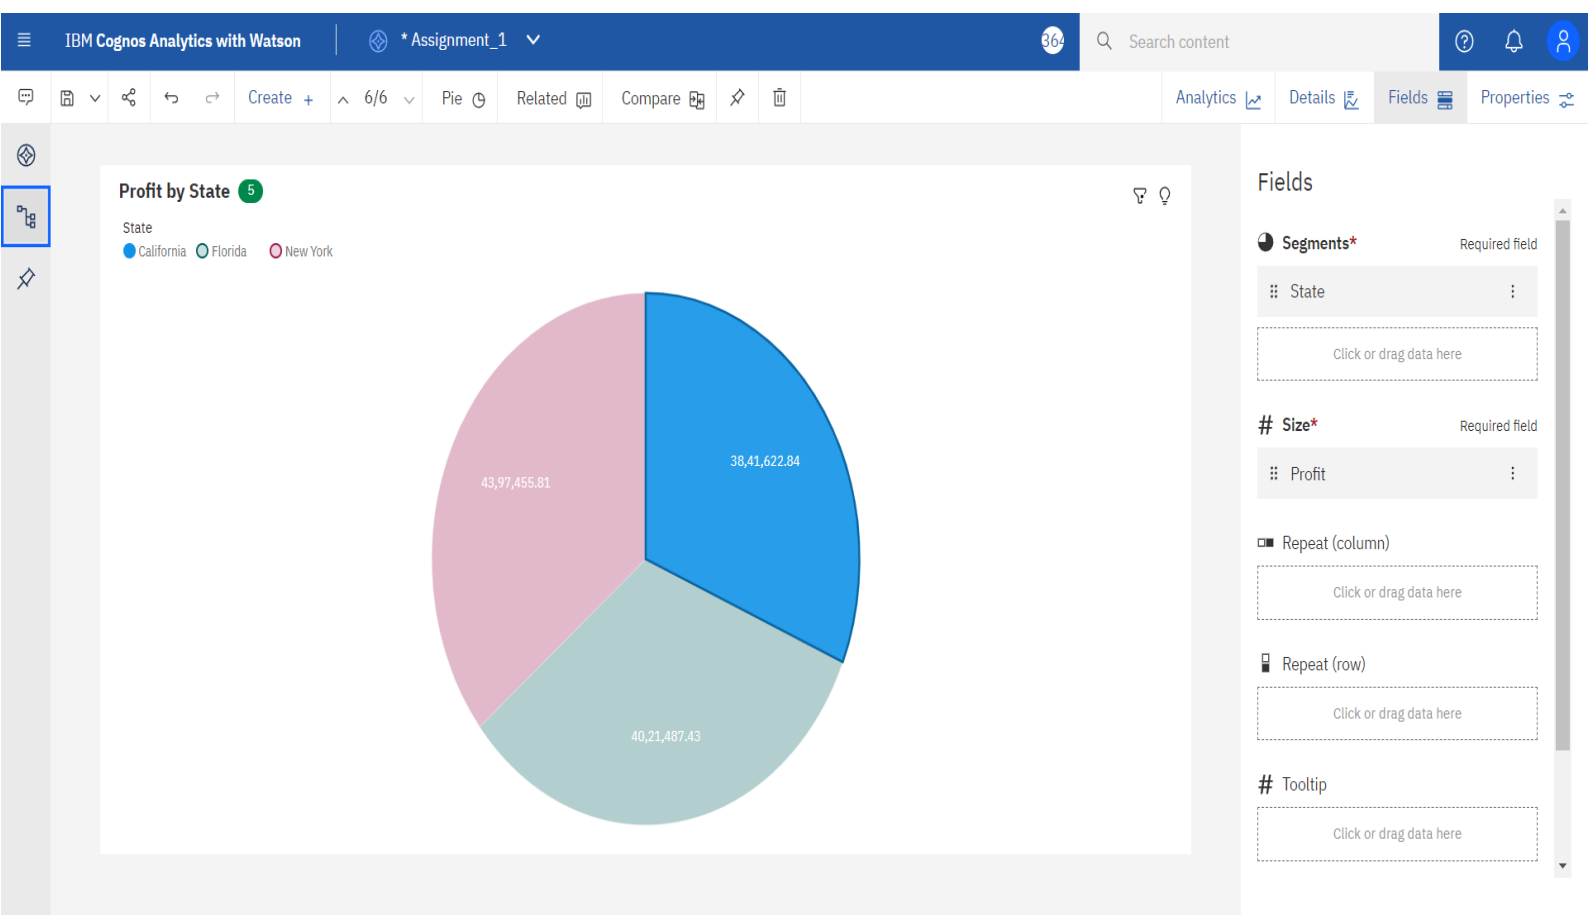 IBM Cognos Analytics with Watson
* Assignment_1
364
Search content
Create +
6/6
Pie
Related
Compare
Analytics
Details
Fields
Properties
Profit by State 5
State
California Florida New York
38,41,622.84
43,97,455.81
40,21,487.43
Fields
Segments* Required field
State
Click or drag data here
# Size* Required field
Profit
Repeat (column)
Click or drag data here
Repeat (row)
Click or drag data here
# Tooltip
Click or drag data here